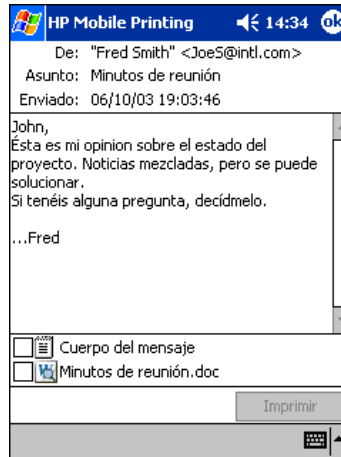 HP Mobile Printing 14:34 ok
De: "Fred Smith" <JoeS@intl.com>
Asunto: Minutos de reunión
Enviado: 06/10/03 19:03:46
John,
Ésta es mi opinion sobre el estado del
proyecto. Noticias mezcladas, pero se puede
solucionar.
Si tenéis alguna pregunta, decídmelo.
...Fred
Cuerpo del mensaje
Minutos de reunión.doc
Imprimir